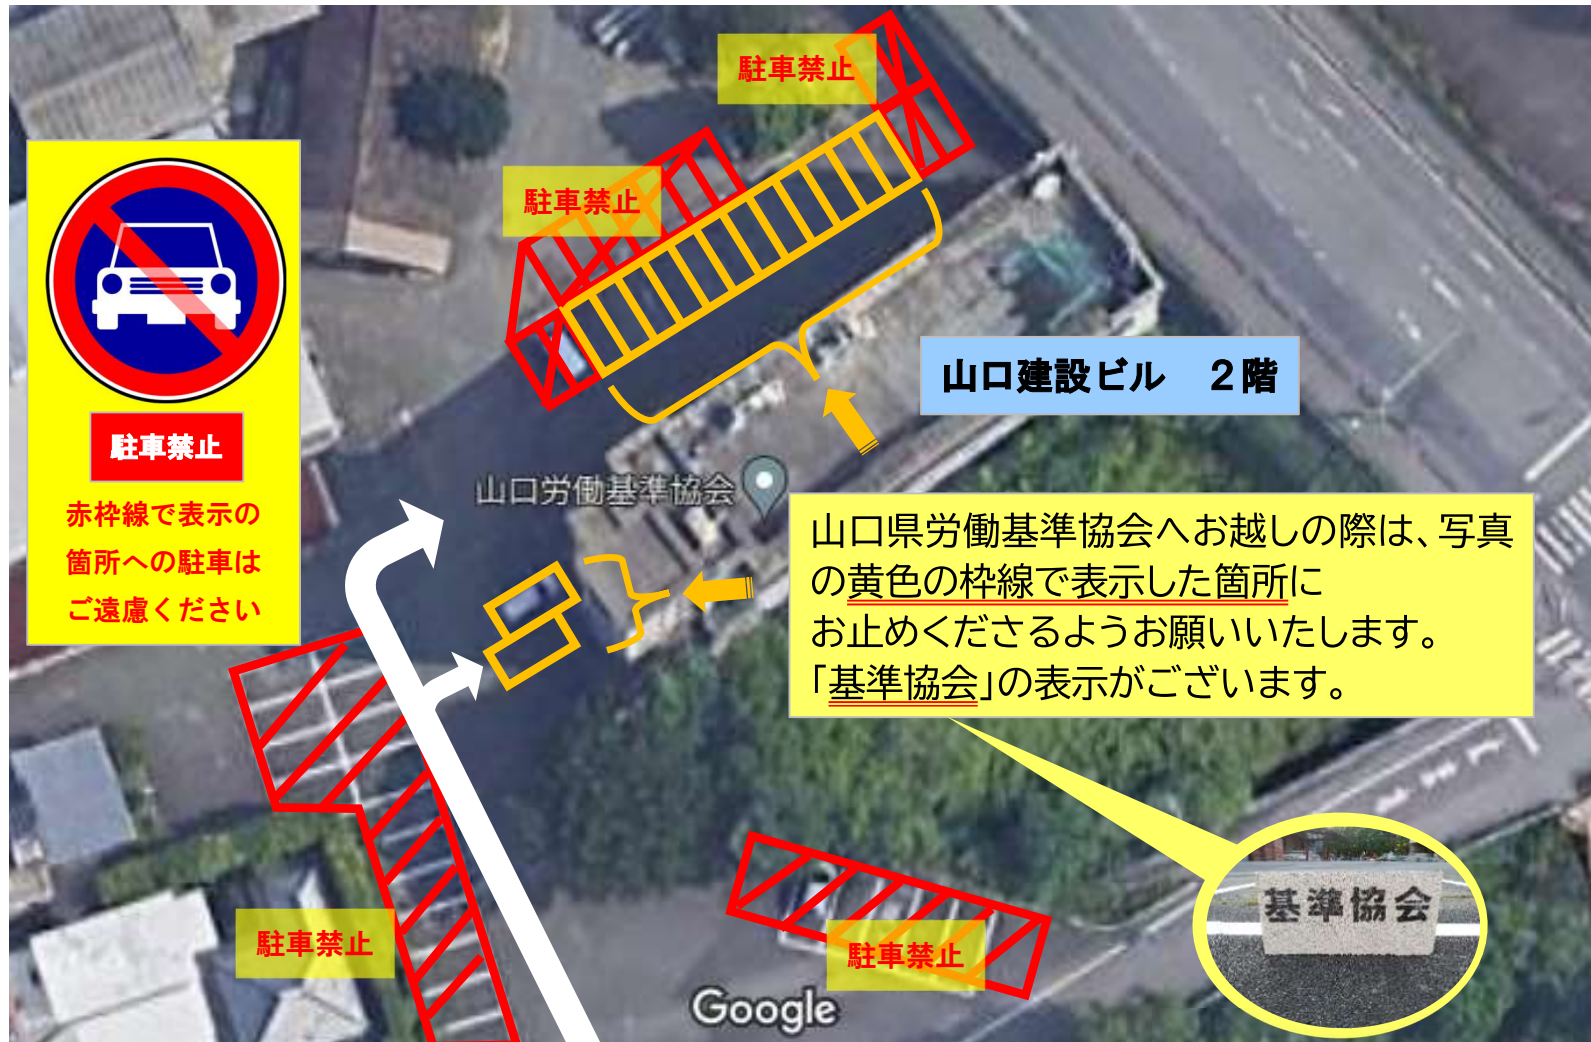 駐車禁止
駐車禁止
駐車禁止
赤枠線で表示の
箇所への駐車は
ご遠慮ください
山口建設ビル　２階
山口労働基準協会
山口県労働基準協会へお越しの際は、写真
の黄色の枠線で表示した箇所に
お止めくださるようお願いいたします。
「基準協会」の表示がございます。
基準協会
駐車禁止
駐車禁止
Google